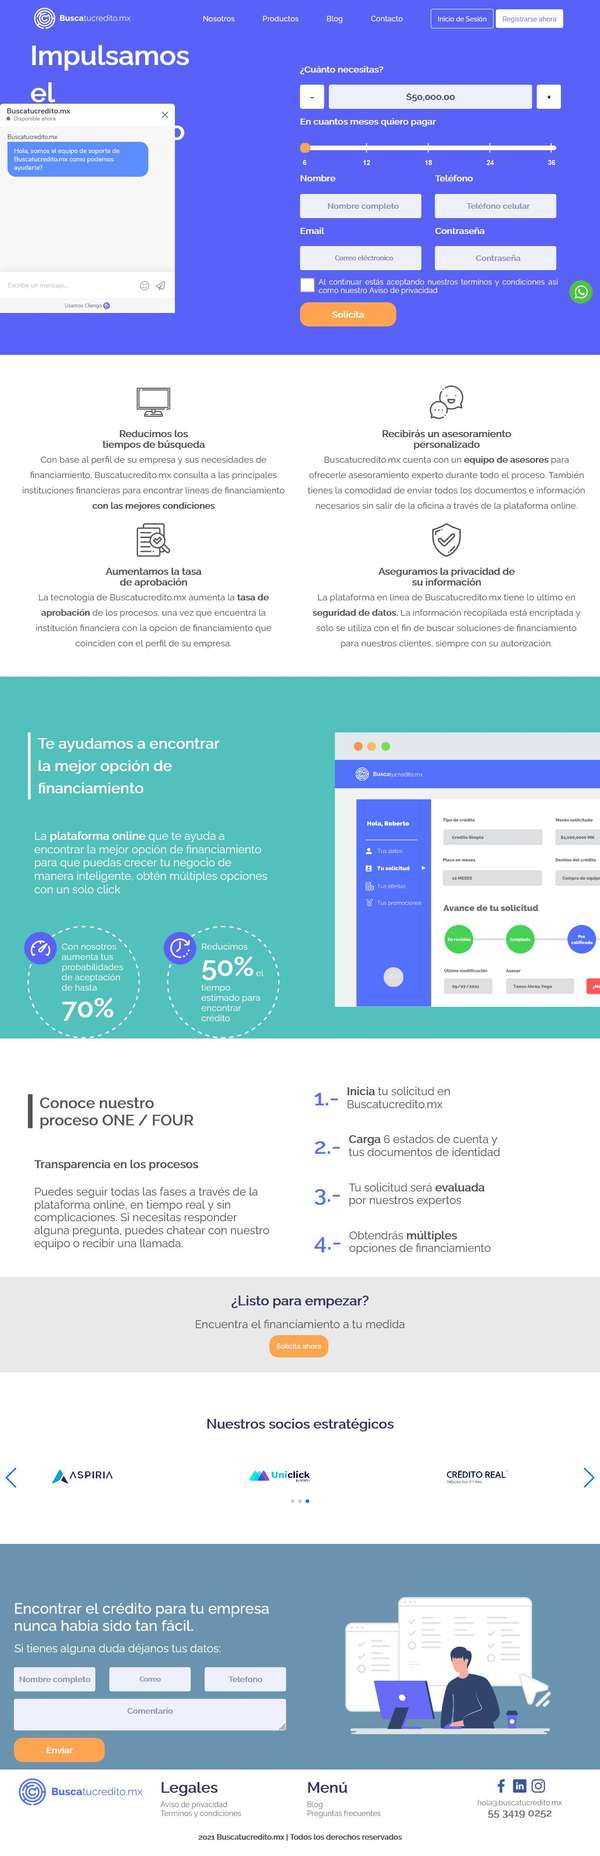 Buscatucredito.mx
Nosotros
Productos
Blog
Contacto
Inicio de Sesión
Registrarse ahora
Impulsamos
el
o
Buscatucredito.mx
Disponible ahora
Buscatucredito.mx
Hola, somos el equipo de soporte de
Buscatucredito.mx como podemos
ayudarte?
Escribe un mensaje...
Usamos Cliengo
¿Cuánto necesitas?
-
$50,000.00
En cuantos meses quiero pagar
6 12 18 24 36
Nombre
Teléfono
Nombre completo
Teléfono celular
Email
Contraseña
Correo eléctronico
Contraseña
Al continuar estás aceptando nuestros terminos y condiciones asi
como nuestro Aviso de privacidad
Solicita
Reducimos los
tiempos de búsqueda
Con base al perfil de su empresa y sus necesidades de
financiamiento, Buscatucredito.mx consulta a las principales
instituciones financieras para encontrar líneas de financiamiento
con las mejores condiciones
Recibirás un asesoramiento
personalizado
Buscatucredito.mx cuenta con un equipo de asesores para
ofrecerle asesoramiento experto durante todo el proceso. También
tienes la comodidad de enviar todos los documentos e información
necesarios sin salir de la oficina a través de la plataforma online.
Aumentamos la tasa
de aprobación
La tecnología de Buscatucredito.mx aumenta la tasa de
aprobación de los procesos, una vez que encuentra la
institución financiera con la opción de financiamiento que
coinciden con el perfil de su empresa.
Aseguramos la privacidad de
su información
La plataforma en línea de Buscatucredito.mx tiene lo último en
seguridad de datos. La información recopilada está encriptada y
solo se utiliza con el fin de buscar soluciones de financiamiento
para nuestros clientes, siempre con su autorización.
Te ayudamos a encontrar
la mejor opción de
financiamiento
La plataforma online que te ayuda a
encontrar la mejor opción de financiamiento
para que puedas crecer tu negocio de
manera inteligente, obtén múltiples opciones
con un solo click
Con nosotros
aumenta tus
probabilidades
de aceptación
de hasta
70%
Reducimos
50% el
tiempo
estimado para
encontrar
crédito
Buscatucredito.mx
Hola, Roberto
Tus datos
Tu solicitud
Tus ofertas
Tus promociones
Tipo de crédito
Monto solicitado
Crédito Simple
$1,000,0000 MN
Plazo en meses
Destino del crédito
12 MESES
Compra de equipo
Avance de tu solicitud
En revisión
Aceptada
Pre
calificada
Última modificación
Asesor
09/07/2021
Tanya Abrea Vega
Conoce nuestro
proceso ONE / FOUR
Transparencia en los procesos
Puedes seguir todas las fases a través de la
plataforma online, en tiempo real y sin
complicaciones. Si necesitas responder
alguna pregunta, puedes chatear con nuestro
equipo o recibir una llamada.
1.- Inicia tu solicitud en
Buscatucredito.mx
2.- Carga 6 estados de cuenta y
tus documentos de identidad
3.- Tu solicitud será evaluada
por nuestros expertos
4.- Obtendrás múltiples
opciones de financiamiento
¿Listo para empezar?
Encuentra el financiamiento a tu medida
Solicita ahora
Nuestros socios estratégicos
ASPIRIA
Uniclick
CRÉDITO REAL
Encontrar el crédito para tu empresa
nunca habia sido tan fácil.
Si tienes alguna duda déjanos tus datos:
Nombre completo
Correo
Telefono
Comentario
Enviar
Buscatucredito.mx
Legales
Aviso de privacidad
Terminos y condiciones
Menú
Blog
Preguntas frecuentes
hola@buscatucredito.mx
55 3419 0252
2021 Buscatucredito.mx | Todos los derechos reservados